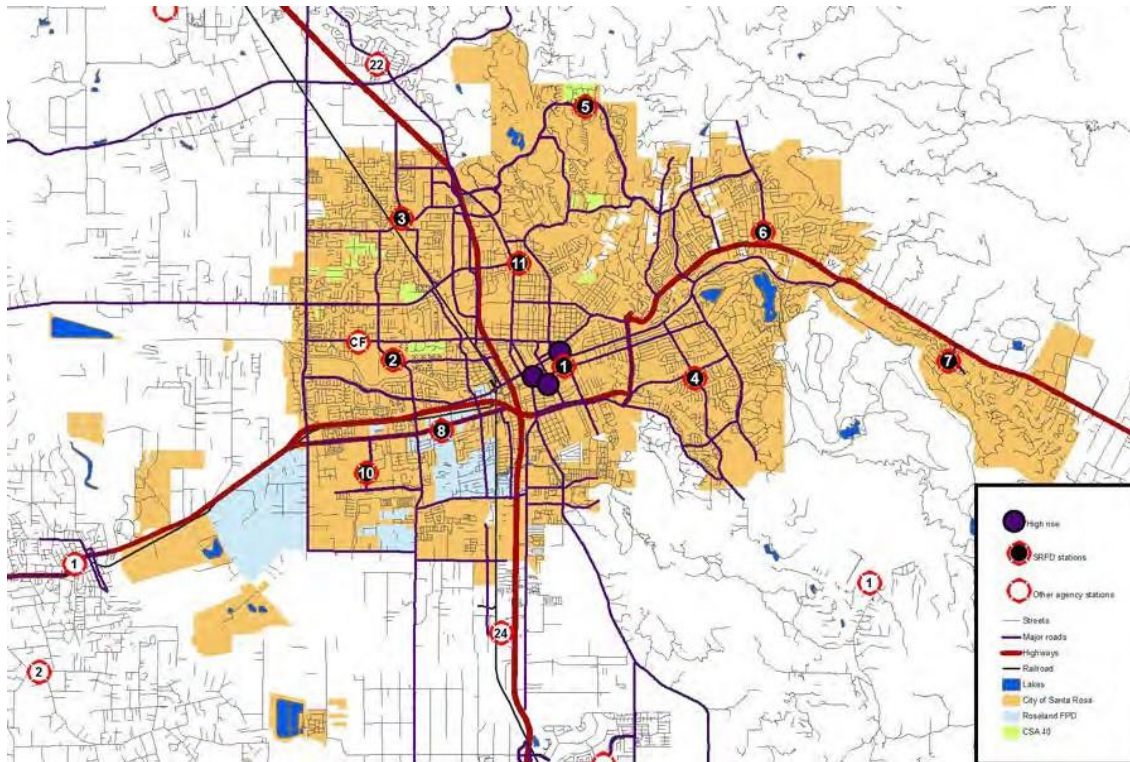 22
5
3
6
11
CF
2
1
7
4
8
10
1
1
24
2
High rise
SRFD stations
Other agency stations
Streets
Major roads
Highways
Railroad
Lakes
City of Santa Rosa
Roseland FPD
CSA 40